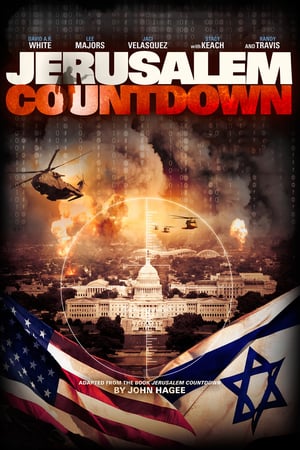 DAVID A.R. WHITE LEE MAJORS JACI VELASQUEZ STACY with KEACH RANDY AND TRAVIS
JERUSALEM
COUNTDOWN
ADAPTED FROM THE BOOK JERUSALEM COUNTDOWN
BY JOHN HAGEE